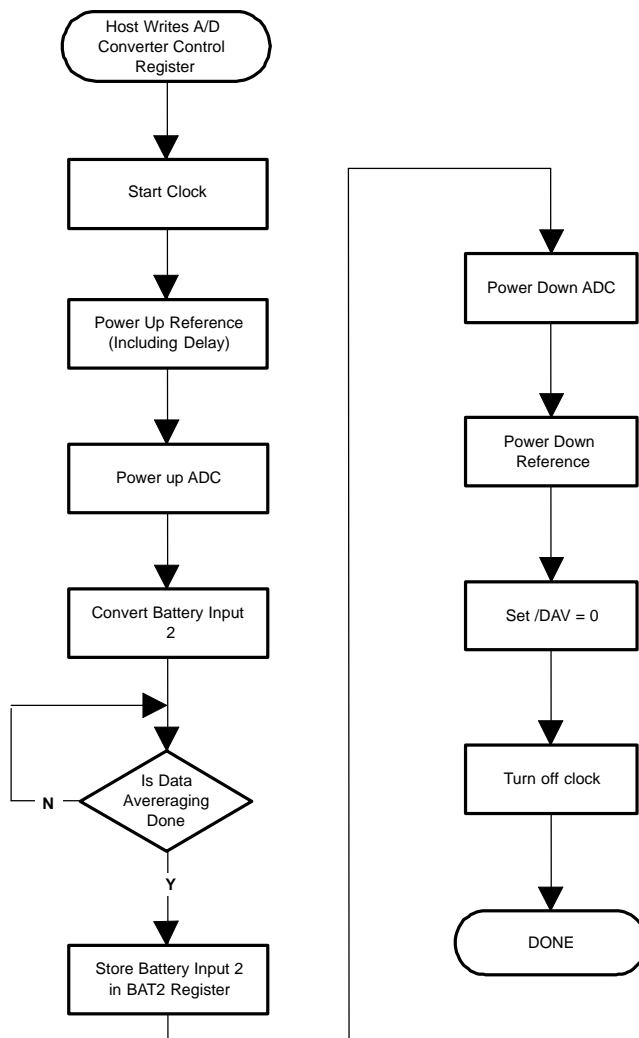 Host Writes A/D
Converter Control
Register
Start Clock
Power Up Reference
(Including Delay)
Power up ADC
Convert Battery Input
2
Is Data
Avereraging
Done
N
Y
Store Battery Input 2
in BAT2 Register
Power Down ADC
Power Down
Reference
Set /DAV = 0
Turn off clock
DONE